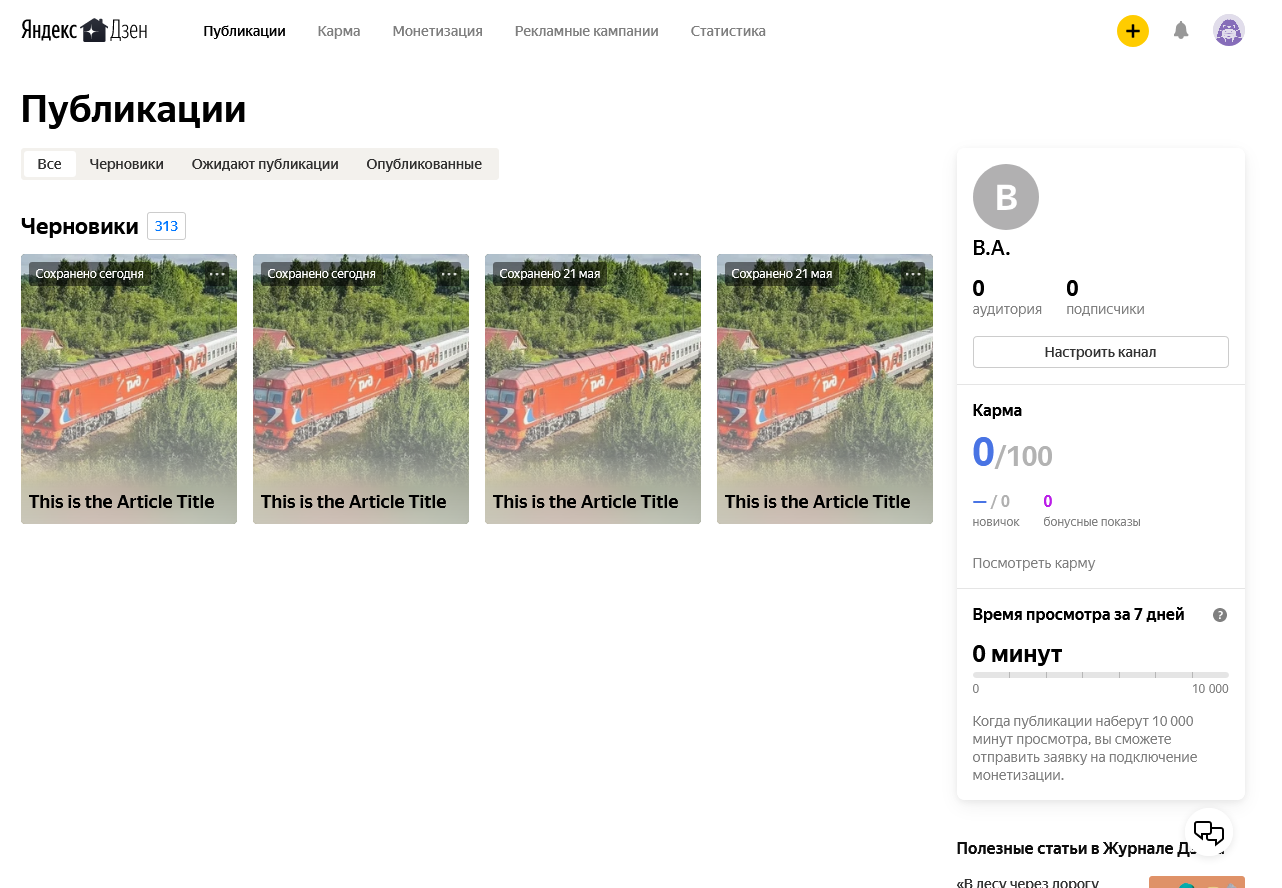 Яндекс Дзен
Публикации
Карма
Монетизация
Рекламные кампании
Статистика
Публикации
Все
Черновики
Ожидают публикации
Опубликованные
Черновики 313
Сохранено сегодня
This is the Article Title
Сохранено сегодня
This is the Article Title
Сохранено 21 мая
This is the Article Title
Сохранено 21 мая
This is the Article Title
В
В.А.
0
аудитория
0
подписчики
Настроить канал
Карма
0/100
— / 0
новичок
0
бонусные показы
Посмотреть карму
Время просмотра за 7 дней ?
0 минут
0
10 000
Когда публикации наберут 10 000
минут просмотра, вы сможете
отправить заявку на подключение
монетизации.
Полезные статьи в Журнале
«В лесу через дорогу